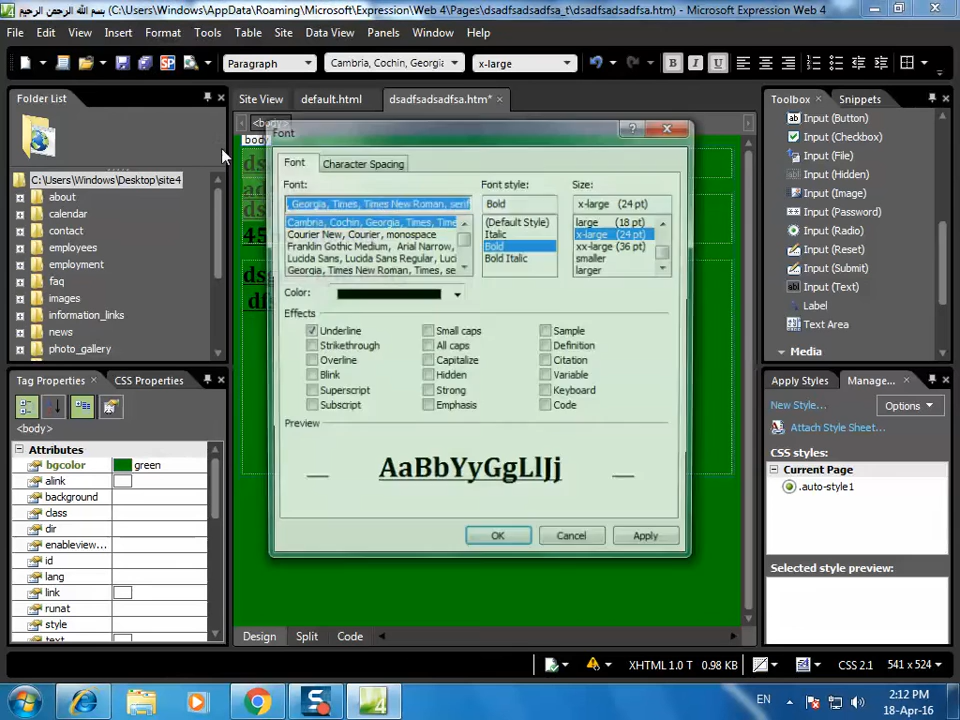 بسم الله الرحمن الرحيم (C:\Users\Windows\AppData\Roaming\Microsoft\Expression\Web 4\Pages\dsadfsadsadfsa_t\dsadfsadsadfsa.htm) - Microsoft Expression Web 4
File Edit View Insert Format Tools Table Site Data View Panels Window Help
SP Paragraph Cambria, Cochin, Georgia x-large B I U
Folder List
C:\Users\Windows\Desktop\site4
about
calendar
contact
employees
employment
faq
images
information_links
news
photo_gallery
Site View default.html dsadfsadsadfsa.htm*
<body>
body
Font
Font Character Spacing
Font: Font style: Size:
, Georgia, Times, Times New Roman, serif Bold x-large (24 pt)
Cambria, Cochin, Georgia, Times, Time (Default Style) large (18 pt)
Courier New, Courier, monospace Italic x-large (24 pt)
Franklin Gothic Medium, Arial Narrow, Bold xx-large (36 pt)
Lucida Sans, Lucida Sans Regular, Luci Bold Italic smaller
Georgia, Times New Roman, Times, se larger
Color:
Effects
Underline Small caps Sample
Strikethrough All caps Definition
Overline Capitalize Citation
Blink Hidden Variable
Superscript Strong Keyboard
Subscript Emphasis Code
Preview
AaBbYyGgLlJj
OK Cancel Apply
Toolbox Snippets
Input (Button)
Input (Checkbox)
Input (File)
Input (Hidden)
Input (Image)
Input (Password)
Input (Radio)
Input (Reset)
Input (Submit)
Input (Text)
Label
Text Area
Media
Tag Properties CSS Properties
<body>
Attributes
bgcolor green
alink
background
class
dir
enableview...
id
lang
link
runat
style
text
Apply Styles Manage...
New Style... Options
Attach Style Sheet...
CSS styles:
Current Page
.auto-style1
Selected style preview:
Design Split Code
XHTML 1.0 T 0.98 KB CSS 2.1 541 x 524
EN 2:12 PM
18-Apr-16